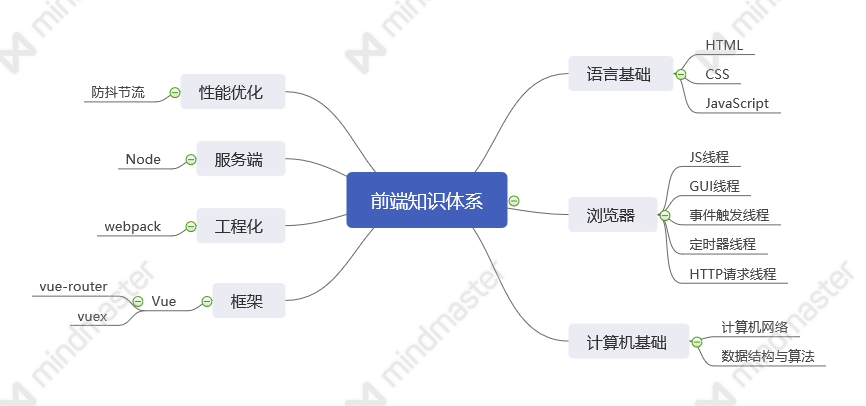 前端知识体系
语言基础
HTML
CSS
JavaScript
浏览器
JS线程
GUI线程
事件触发线程
定时器线程
HTTP请求线程
计算机基础
计算机网络
数据结构与算法
性能优化
防抖节流
服务端
Node
工程化
webpack
框架
Vue
vue-router
vuex
mindmaster
mindmaster
mindmaster
mindmaster
mindmaster
mindmaster